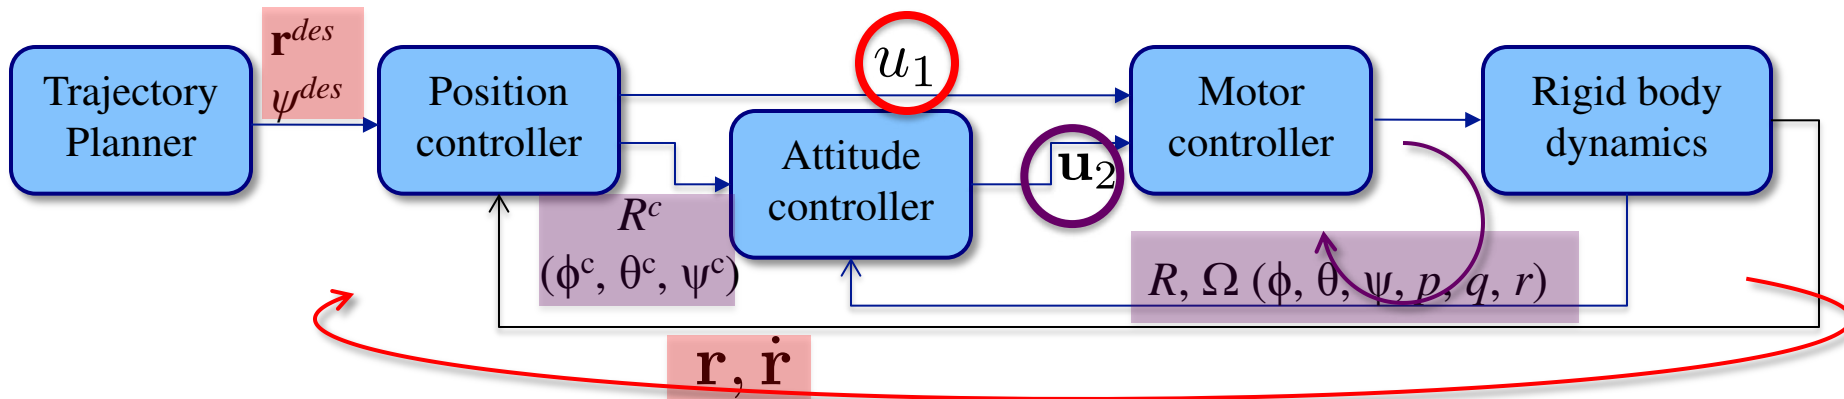 r^des
ψ^des
Trajectory
Planner
Position
controller
u₁
Attitude
controller
u₂
Motor
controller
Rigid body
dynamics
R^c
(ϕ^c, θ^c, ψ^c)
R, Ω (ϕ, θ, ψ, p, q, r)
r, ṙ